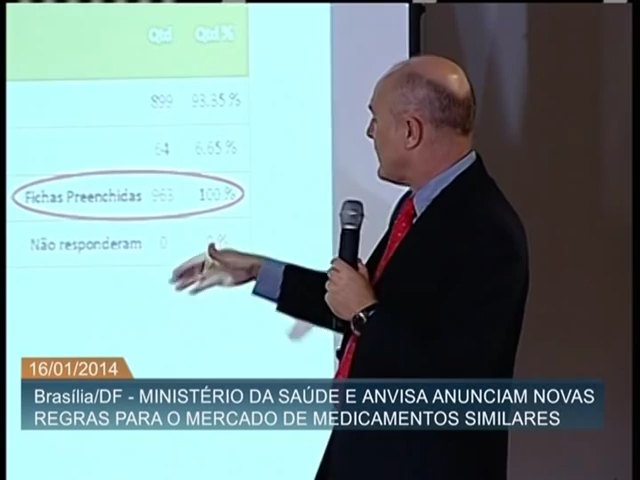 Qtd Qtd %
899 93.35 %
64 6.65 %
Fichas Preenchidas 963 100 %
Não responderam 0 0 %
16/01/2014
Brasília/DF - MINISTÉRIO DA SAÚDE E ANVISA ANUNCIAM NOVAS
REGRAS PARA O MERCADO DE MEDICAMENTOS SIMILARES